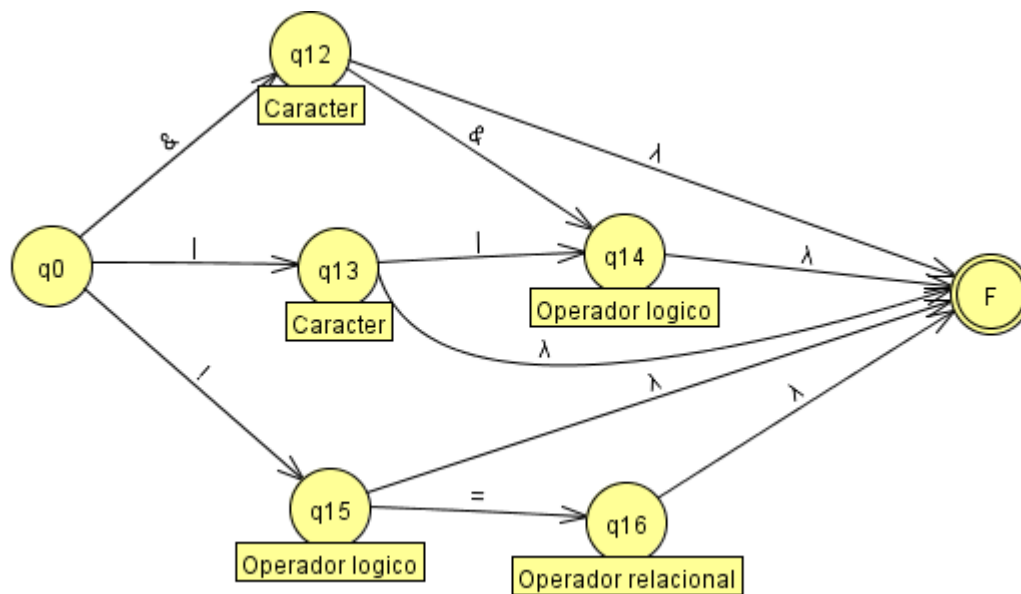 q12
Caracter
&
&
λ
q0
|
q13
Caracter
|
q14
Operador logico
λ
F
λ
λ
λ
!
q15
Operador logico
=
q16
Operador relacional